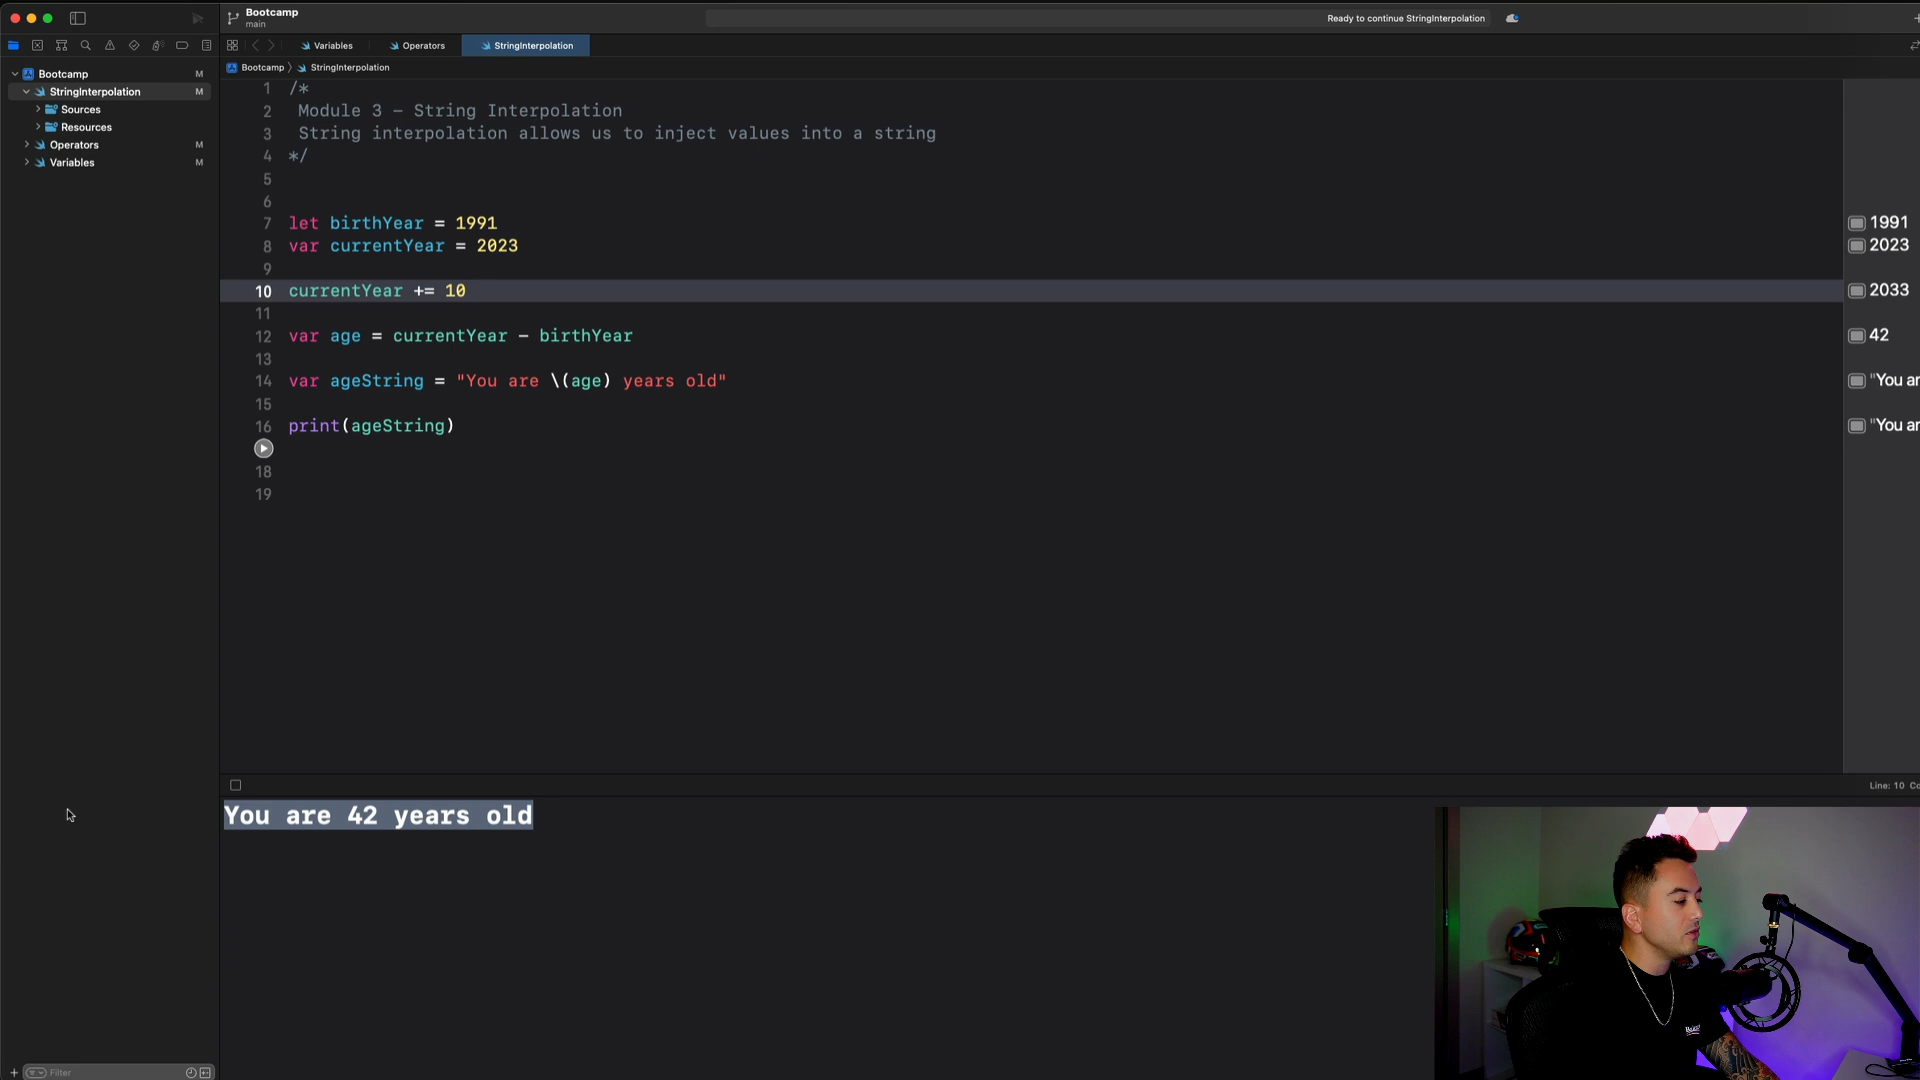 Bootcamp
main
Ready to continue StringInterpolation
Variables
Operators
StringInterpolation
Bootcamp
StringInterpolation
Bootcamp M
StringInterpolation M
Sources
Resources
Operators M
Variables M
1 /*
2 Module 3 – String Interpolation
3 String interpolation allows us to inject values into a string
4 */
5
6
7 let birthYear = 1991
8 var currentYear = 2023
9
10 currentYear += 10
11
12 var age = currentYear - birthYear
13
14 var ageString = "You are \(age) years old"
15
16 print(ageString)
18
19
1991
2023
2033
42
"You ar
"You ar
Line: 10 Co
You are 42 years old
Filter